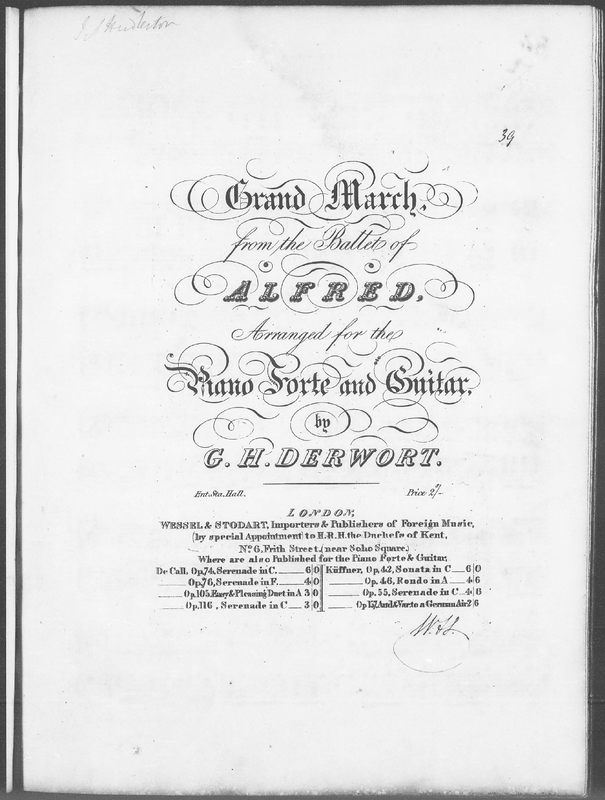 39
Grand March,
from the Ballet of
ALFRED,
Arranged for the
Piano Forte and Guitar,
by
G. H. DERWORT.
Ent. Sta. Hall. Price 2/-
LONDON,
WESSEL & STODART, Importers & Publishers of Foreign Music,
(by special Appointment to H.R.H. the Duchess of Kent,
No. 6, Frith Street, (near Soho Square.)
Where are also Published for the Piano Forte & Guitar,
De Call, Op. 74, Serenade in C. 6 0 Küffner, Op. 42, Sonata in C 6 0
Op. 76, Serenade in F. 4 0 Op. 46, Rondo in A 4 6
Op. 105, Easy & Pleasing Duet in A 3 0 Op. 55, Serenade in C 4 6
Op. 116, Serenade in C 3 0 Op 157, And. & Var. to a German Air 2 6
W. & S.